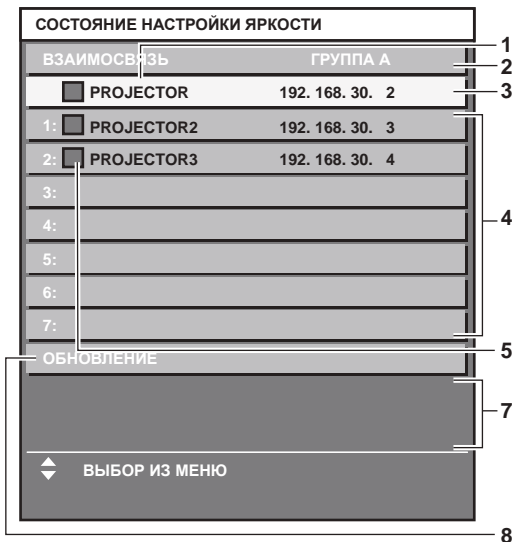 СОСТОЯНИЕ НАСТРОЙКИ ЯРКОСТИ
ВЗАИМОСВЯЗЬ ГРУППА A
PROJECTOR 192. 168. 30. 2
1: PROJECTOR2 192. 168. 30. 3
2: PROJECTOR3 192. 168. 30. 4
3:
4:
5:
6:
7:
ОБНОВЛЕНИЕ
ВЫБОР ИЗ МЕНЮ
1
2
3
4
5
7
8